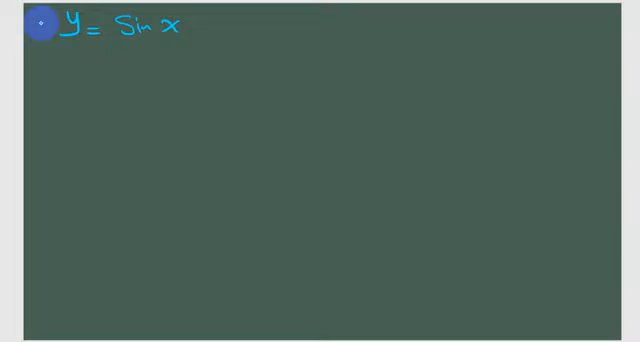 y = Sin x